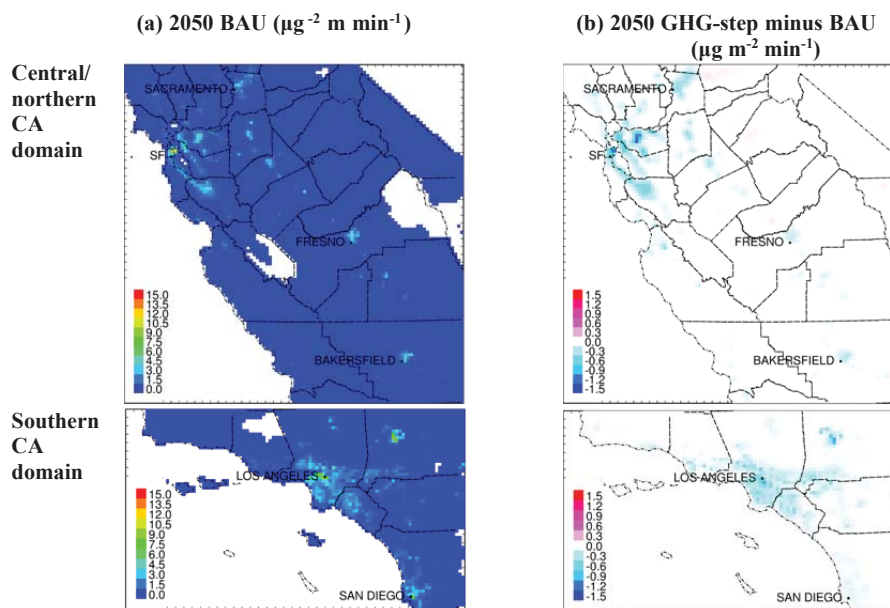 (a) 2050 BAU (µg ⁻² m min⁻¹)
(b) 2050 GHG-step minus BAU
(µg m⁻² min⁻¹)
Central/
northern
CA
domain
SACRAMENTO
SF
FRESNO
BAKERSFIELD
15.0
13.5
12.0
10.5
9.0
7.5
6.0
4.5
3.0
1.5
0.0
SACRAMENTO
SF
FRESNO
BAKERSFIELD
1.5
1.2
0.9
0.6
0.3
0.0
-0.3
-0.6
-0.9
-1.2
-1.5
Southern
CA
domain
LOS ANGELES
SAN DIEGO
15.0
13.5
12.0
10.5
9.0
7.5
6.0
4.5
3.0
1.5
0.0
LOS ANGELES
SAN DIEGO
1.5
1.2
0.9
0.6
0.3
0.0
-0.3
-0.6
-0.9
-1.2
-1.5